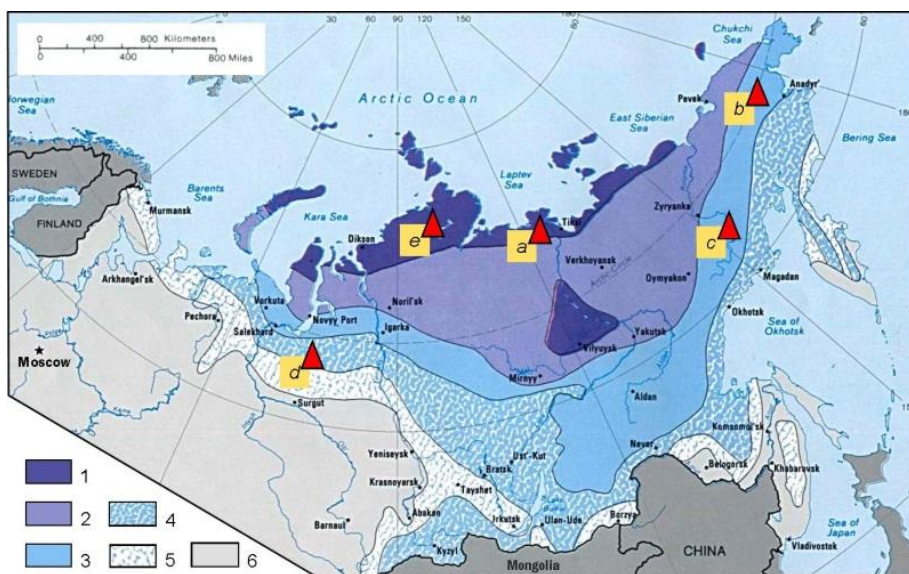 30 60 90 120 150 180
0 400 800 Kilometers
0 400 800 Miles
Chukchi
Sea
Norwegian
Sea
Arctic Ocean
Pevek
Anadyr'
b
East Siberian
Sea
Bering Sea
SWEDEN
Gulf of Bothnia
FINLAND
Barents
Sea
Laptev
Sea
Murmansk
Kara Sea
Zyryanka
Dikson
e
a
Tiksi
c
Verkhoyansk
Arctic Circle
Oymyakon
Magadan
Arkhangel'sk
Vorkuta
Noril'sk
Okhotsk
Pechora
Salekhard
Novyy Port
Igarka
Sea of
Okhotsk
Yakutsk
Vilyuysk
Moscow
d
Mirnyy
Surgut
Aldan
Komsomol'sk
Never
Yeniseysk
Ust'-Kut
Belogorsk
Khabarovsk
Bratsk
Krasnoyarsk
Tayshet
1
2 4
3 5 6
Abakan
Irkutsk
Ulan-Ude
Borzya
Barnaul
Kyzyl
Mongolia
CHINA
Sea of
Japan
Vladivostok